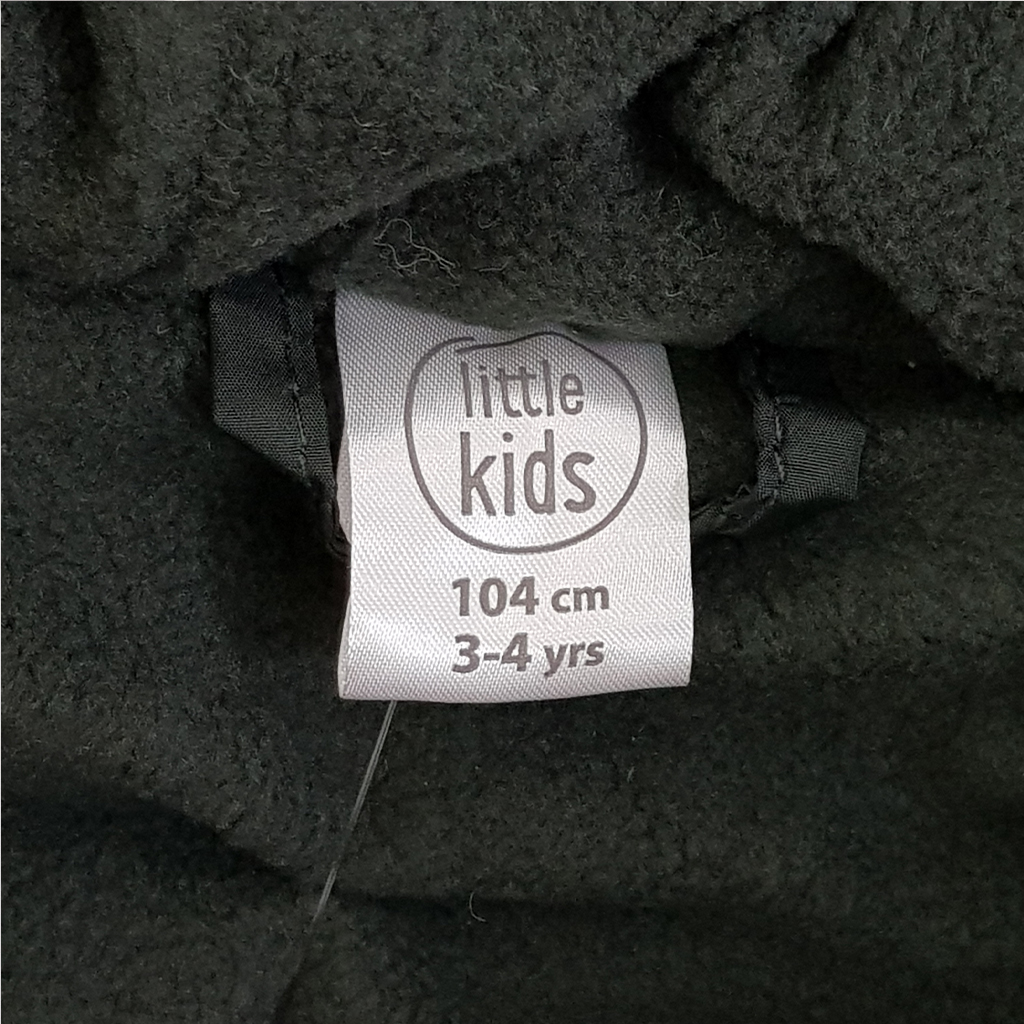 little
kids
104 cm
3-4 yrs